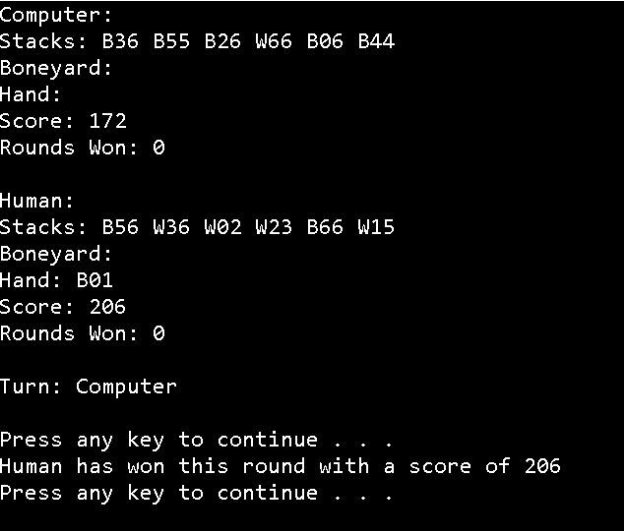 Computer:
Stacks: B36 B55 B26 W66 B06 B44
Boneyard:
Hand:
Score: 172
Rounds Won: 0
Human:
Stacks: B56 W36 W02 W23 B66 W15
Boneyard:
Hand: B01
Score: 206
Rounds Won: 0
Turn: Computer
Press any key to continue . . .
Human has won this round with a score of 206
Press any key to continue . . .